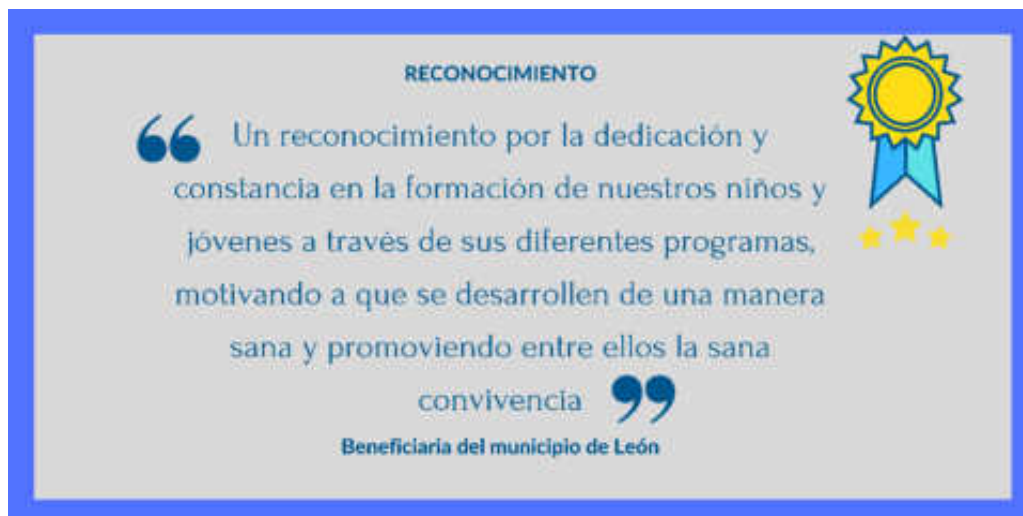 RECONOCIMIENTO
“ Un reconocimiento por la dedicación y
constancia en la formación de nuestros niños y
jóvenes a través de sus diferentes programas,
motivando a que se desarrollen de una manera
sana y promoviendo entre ellos la sana
convivencia ”
Beneficiaria del municipio de León